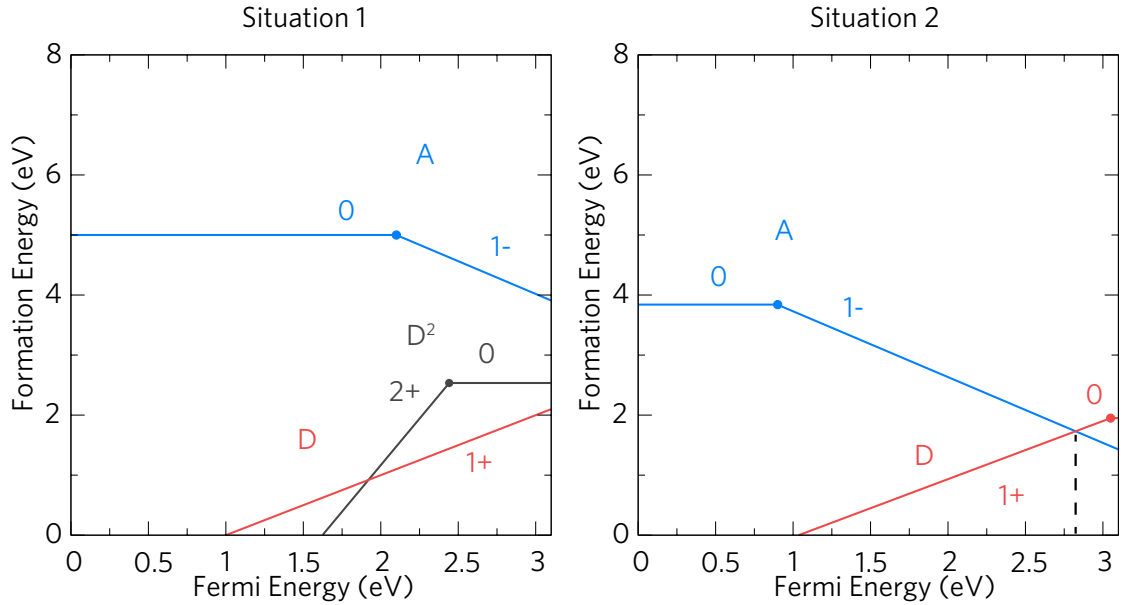 Situation 1
Formation Energy (eV)
8
6
4
2
0
A
0
1-
D²
0
2+
D
1+
0 0.5 1 1.5 2 2.5 3
Fermi Energy (eV)
Situation 2
Formation Energy (eV)
8
6
4
2
0
A
0
1-
0
D
1+
0 0.5 1 1.5 2 2.5 3
Fermi Energy (eV)